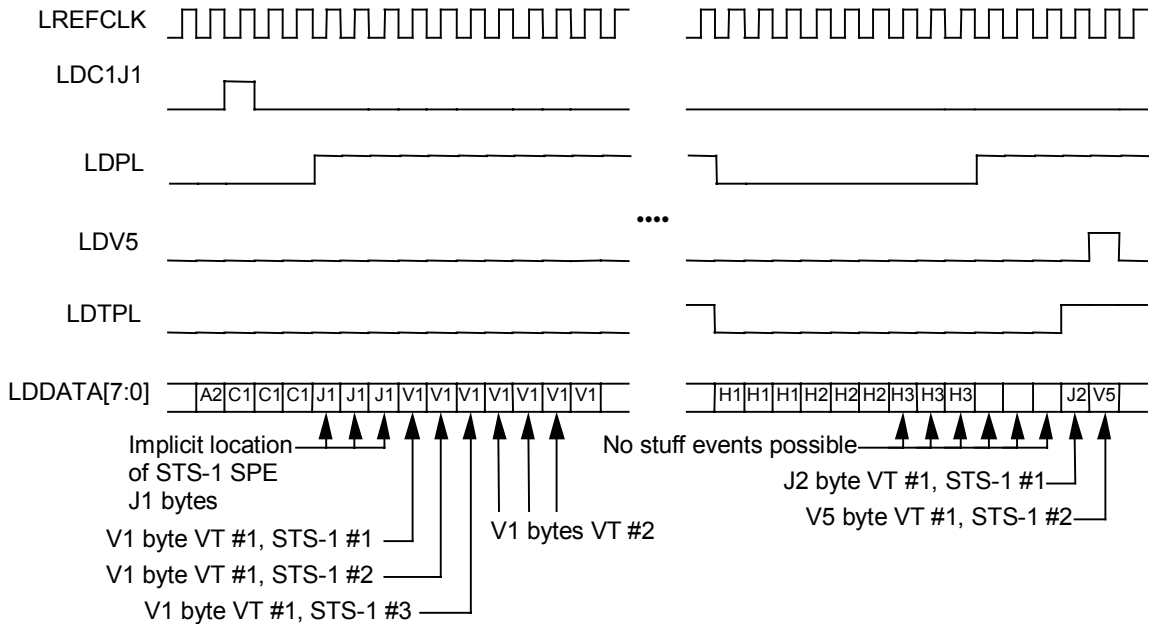 LREFCLK
LDC1J1
LDPL
....
LDV5
LDTPL
LDDATA[7:0] A2 C1 C1 C1 J1 J1 J1 V1 V1 V1 V1 V1 V1 V1 H1 H1 H1 H2 H2 H2 H3 H3 H3 J2 V5
Implicit location
of STS-1 SPE
J1 bytes
No stuff events possible
J2 byte VT #1, STS-1 #1
V5 byte VT #1, STS-1 #2
V1 bytes VT #2
V1 byte VT #1, STS-1 #1
V1 byte VT #1, STS-1 #2
V1 byte VT #1, STS-1 #3